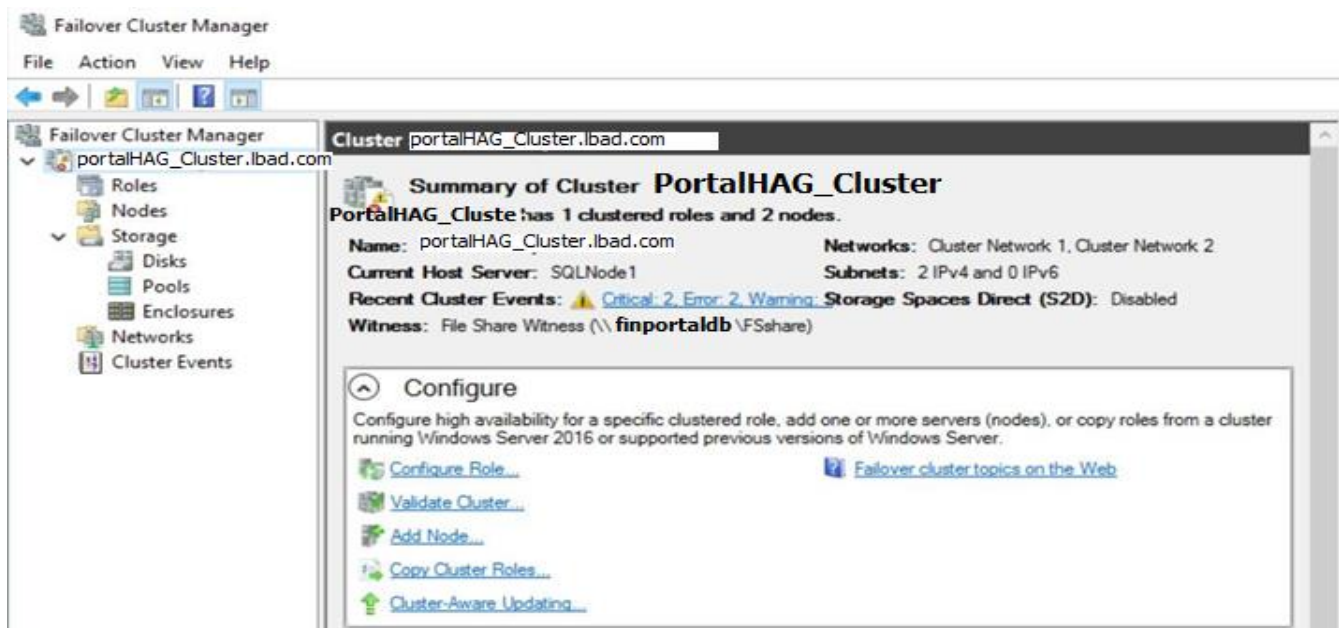 Failover Cluster Manager
File Action View Help
Failover Cluster Manager
portalHAG_Cluster.lbad.com
Roles
Nodes
Storage
Disks
Pools
Enclosures
Networks
Cluster Events
Cluster portalHAG_Cluster.lbad.com
Summary of Cluster PortalHAG_Cluster
PortalHAG_Cluste has 1 clustered roles and 2 nodes.
Name: portalHAG_Cluster.lbad.com
Networks: Cluster Network 1, Cluster Network 2
Current Host Server: SQLNode1
Subnets: 2 IPv4 and 0 IPv6
Recent Cluster Events: Critical: 2, Error: 2, Warning:
Storage Spaces Direct (S2D): Disabled
Witness: File Share Witness (\\ finportaldb \FSshare)
Configure
Configure high availability for a specific clustered role, add one or more servers (nodes), or copy roles from a cluster
running Windows Server 2016 or supported previous versions of Windows Server.
Configure Role...
Failover cluster topics on the Web
Validate Cluster...
Add Node...
Copy Cluster Roles...
Cluster-Aware Updating...